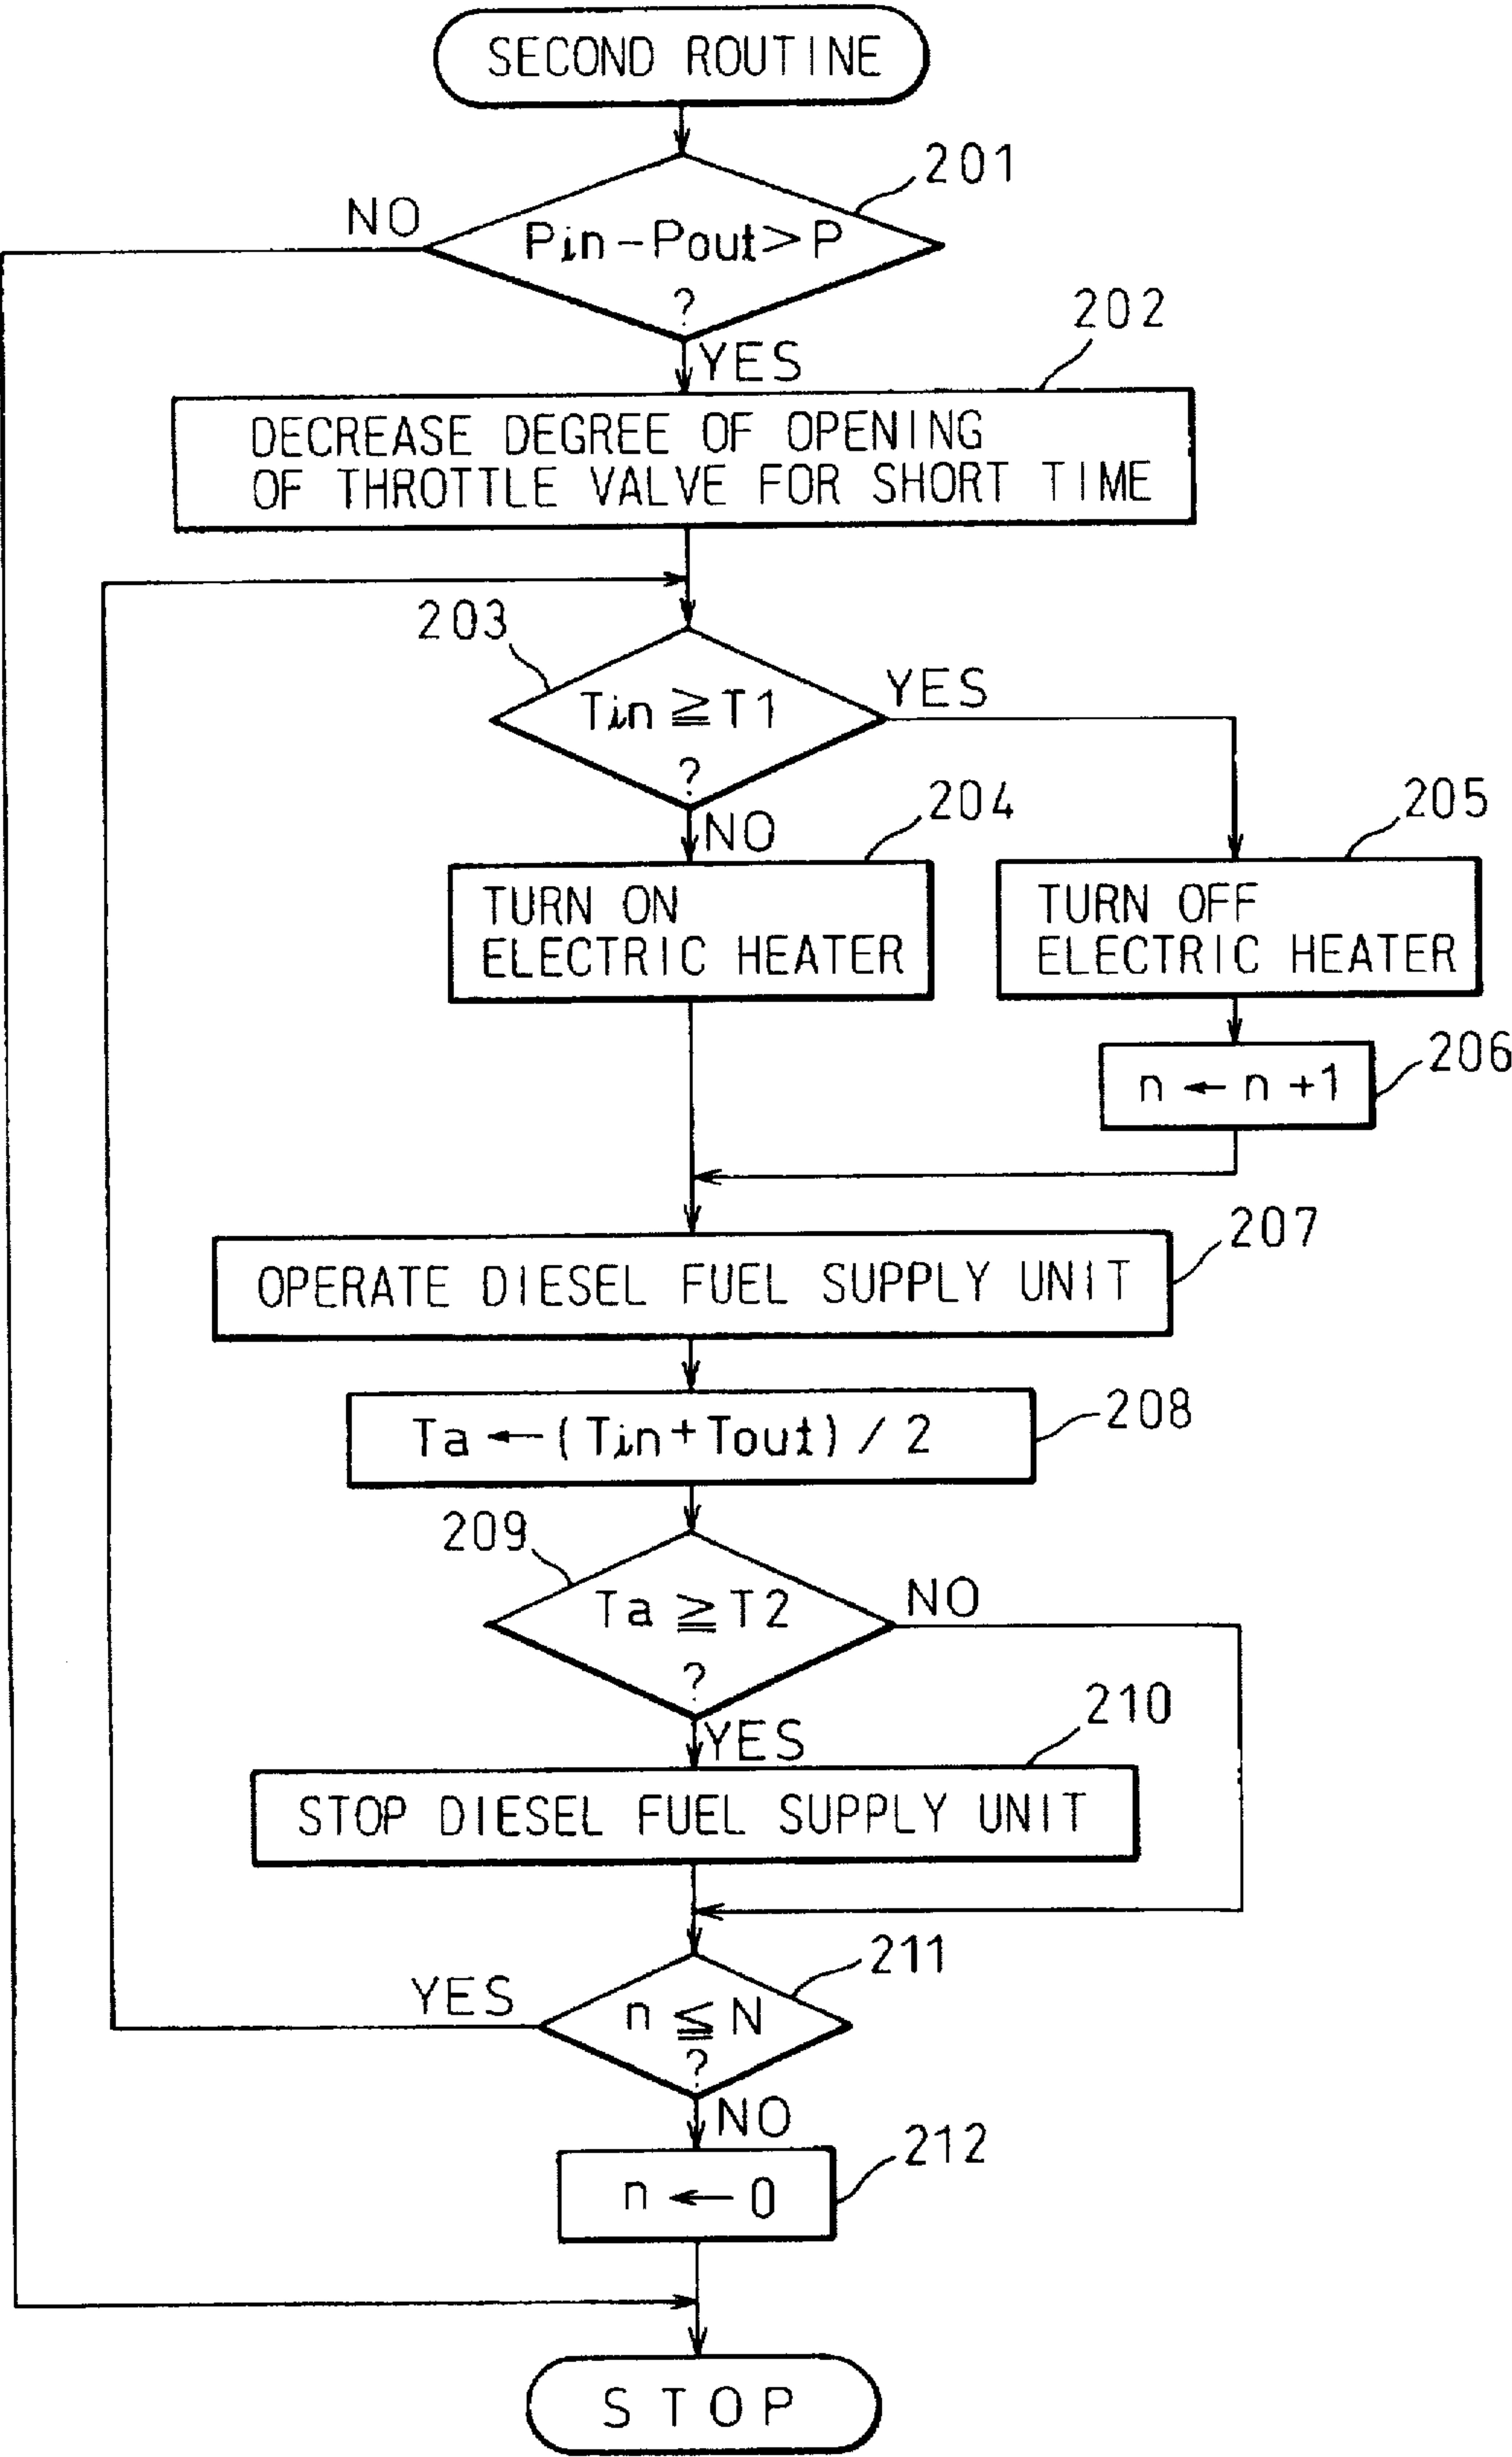 SECOND ROUTINE
201
NO
Pin-Pout>P
?
YES
202
DECREASE DEGREE OF OPENING
OF THROTTLE VALVE FOR SHORT TIME
203
Tin ≧ T1
?
YES
NO
204
205
TURN ON
ELECTRIC HEATER
TURN OFF
ELECTRIC HEATER
206
n ← n +1
207
OPERATE DIESEL FUEL SUPPLY UNIT
208
Ta ← (Tin+Tout) / 2
209
Ta ≧ T2
?
NO
YES
210
STOP DIESEL FUEL SUPPLY UNIT
211
YES
n ≦ N
?
NO
212
n ← 0
STOP